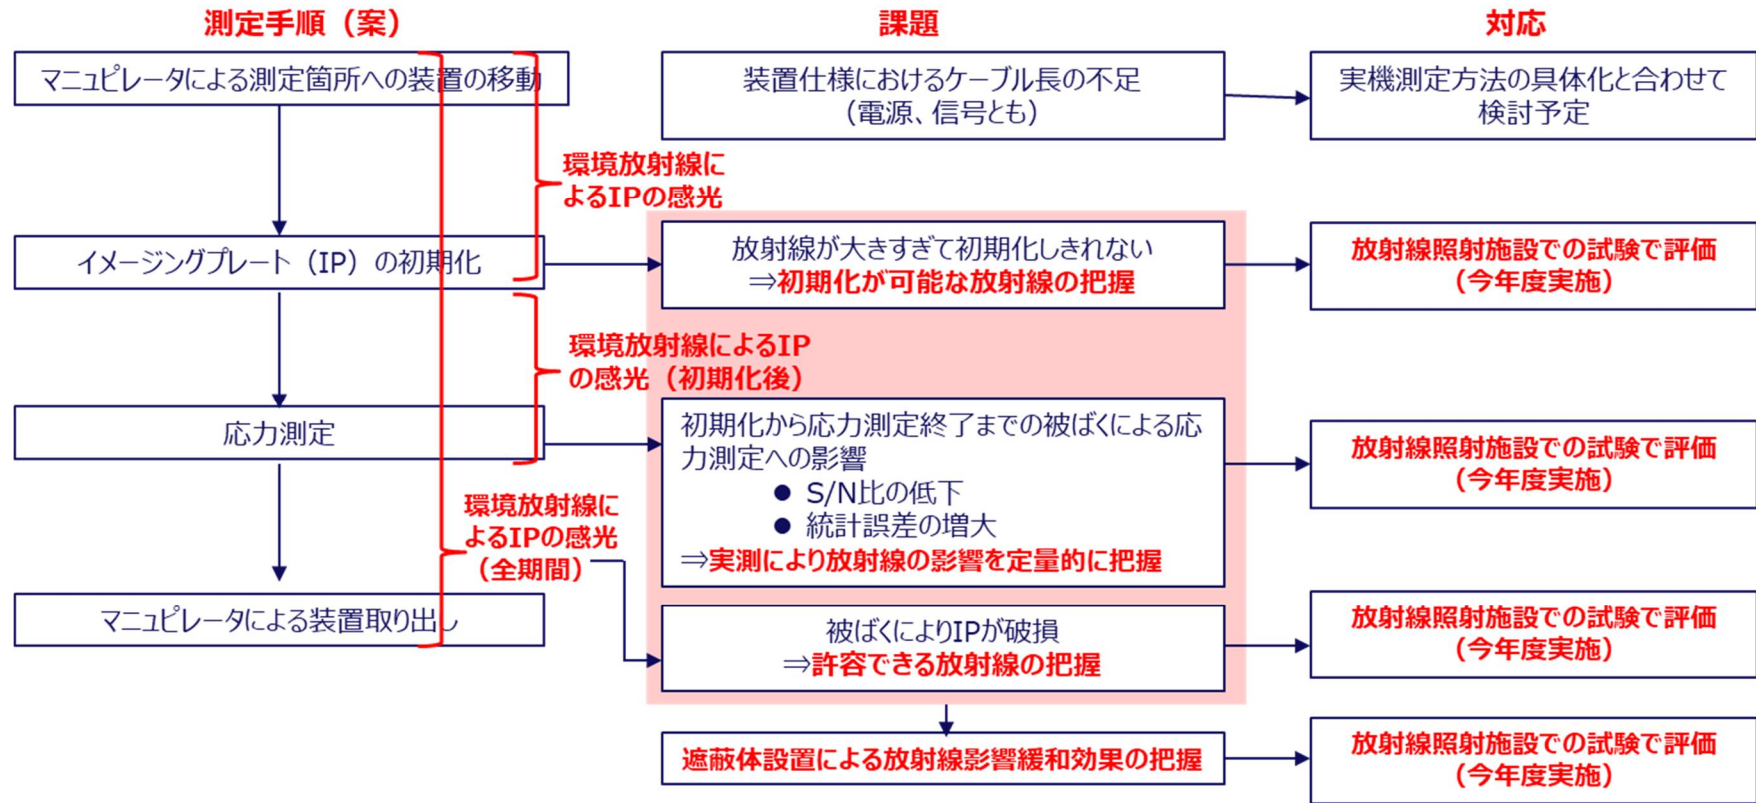 測定手順（案）
課題
対応
マニュピレータによる測定箇所への装置の移動
装置仕様におけるケーブル長の不足
（電源、信号とも）
実機測定方法の具体化と合わせて
検討予定
環境放射線に
よるIPの感光
イメージングプレート（IP）の初期化
放射線が大きすぎて初期化しきれない
⇒初期化が可能な放射線の把握
放射線照射施設での試験で評価
（今年度実施）
環境放射線によるIP
の感光（初期化後）
応力測定
初期化から応力測定終了までの被ばくによる応
力測定への影響
● S/N比の低下
● 統計誤差の増大
⇒実測により放射線の影響を定量的に把握
放射線照射施設での試験で評価
（今年度実施）
環境放射線に
よるIPの感光
（全期間）
マニュピレータによる装置取り出し
被ばくによりIPが破損
⇒許容できる放射線の把握
放射線照射施設での試験で評価
（今年度実施）
遮蔽体設置による放射線影響緩和効果の把握
放射線照射施設での試験で評価
（今年度実施）